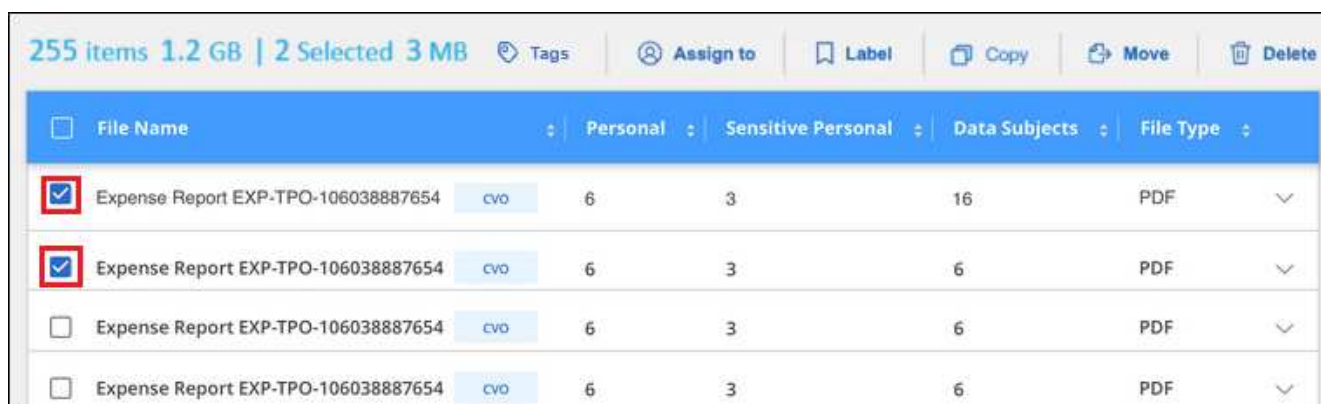 255 items 1.2 GB | 2 Selected 3 MB Tags Assign to Label Copy Move Delete
File Name Personal Sensitive Personal Data Subjects File Type
Expense Report EXP-TPO-106038887654 CVO 6 3 16 PDF
Expense Report EXP-TPO-106038887654 CVO 6 3 6 PDF
Expense Report EXP-TPO-106038887654 CVO 6 3 6 PDF
Expense Report EXP-TPO-106038887654 CVO 6 3 6 PDF